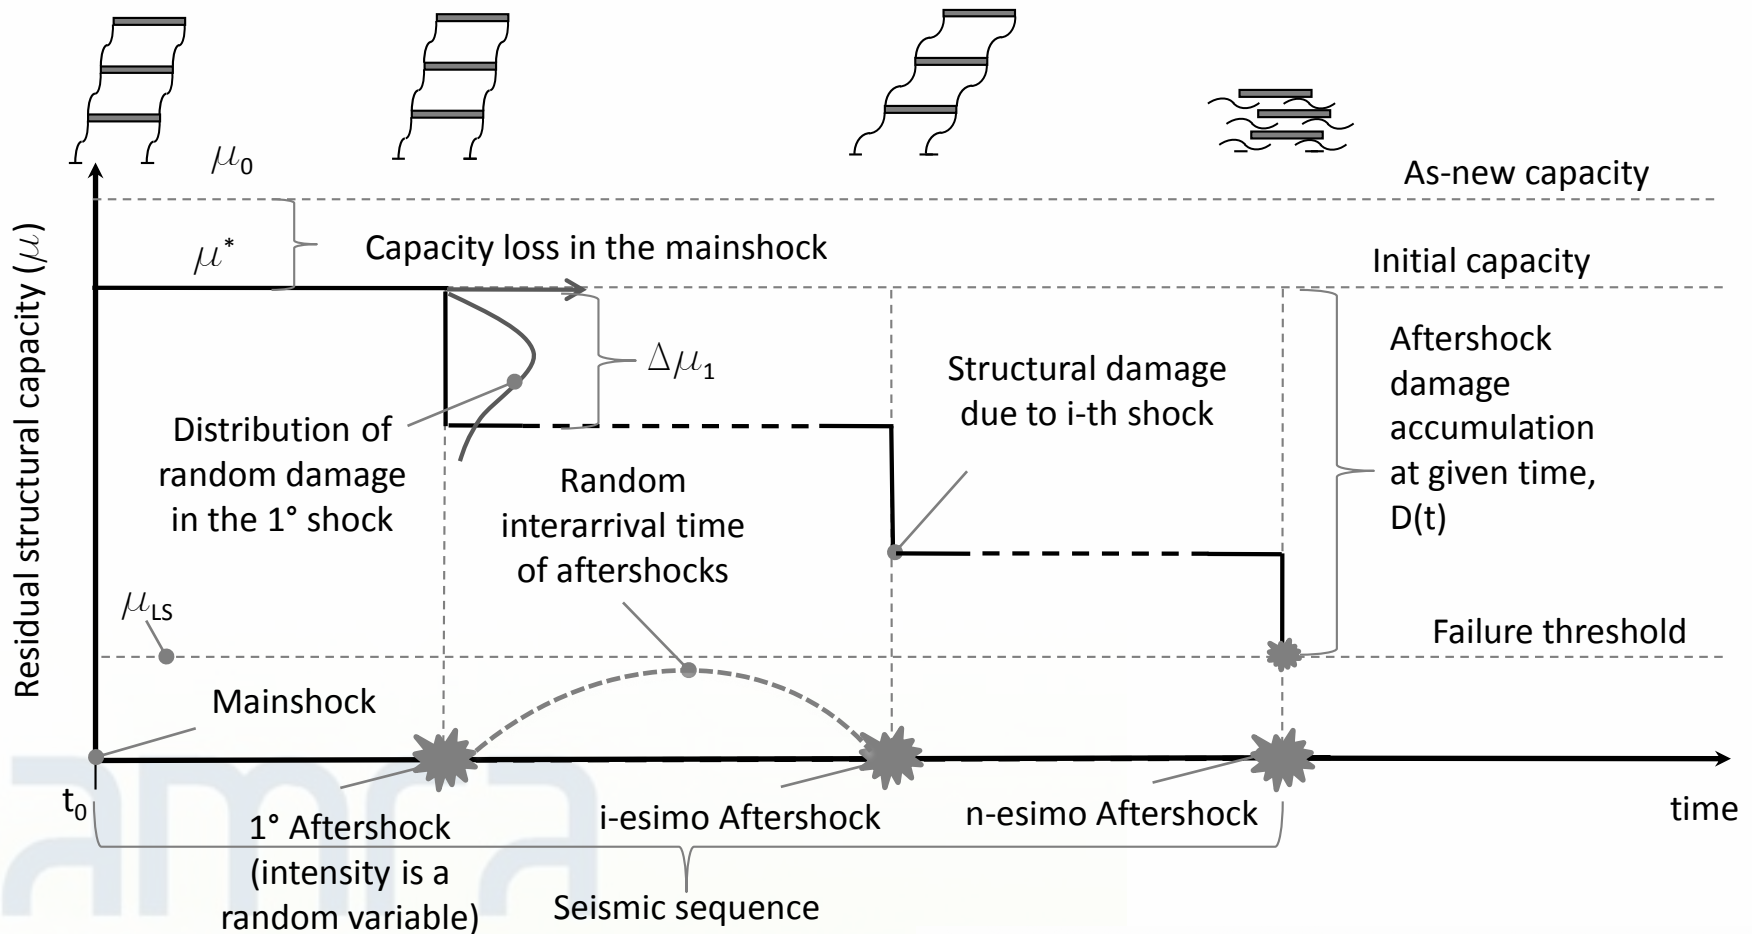 μ0
As-new capacity
μ*
Capacity loss in the mainshock
Initial capacity
Residual structural capacity (μ)
Δμ1
Distribution of
random damage
in the 1° shock
Random
interarrival time
of aftershocks
Structural damage
due to i-th shock
Aftershock
damage
accumulation
at given time,
D(t)
μLS
Failure threshold
Mainshock
t0
1° Aftershock
(intensity is a
random variable)
i-esimo Aftershock
n-esimo Aftershock
time
Seismic sequence
amra